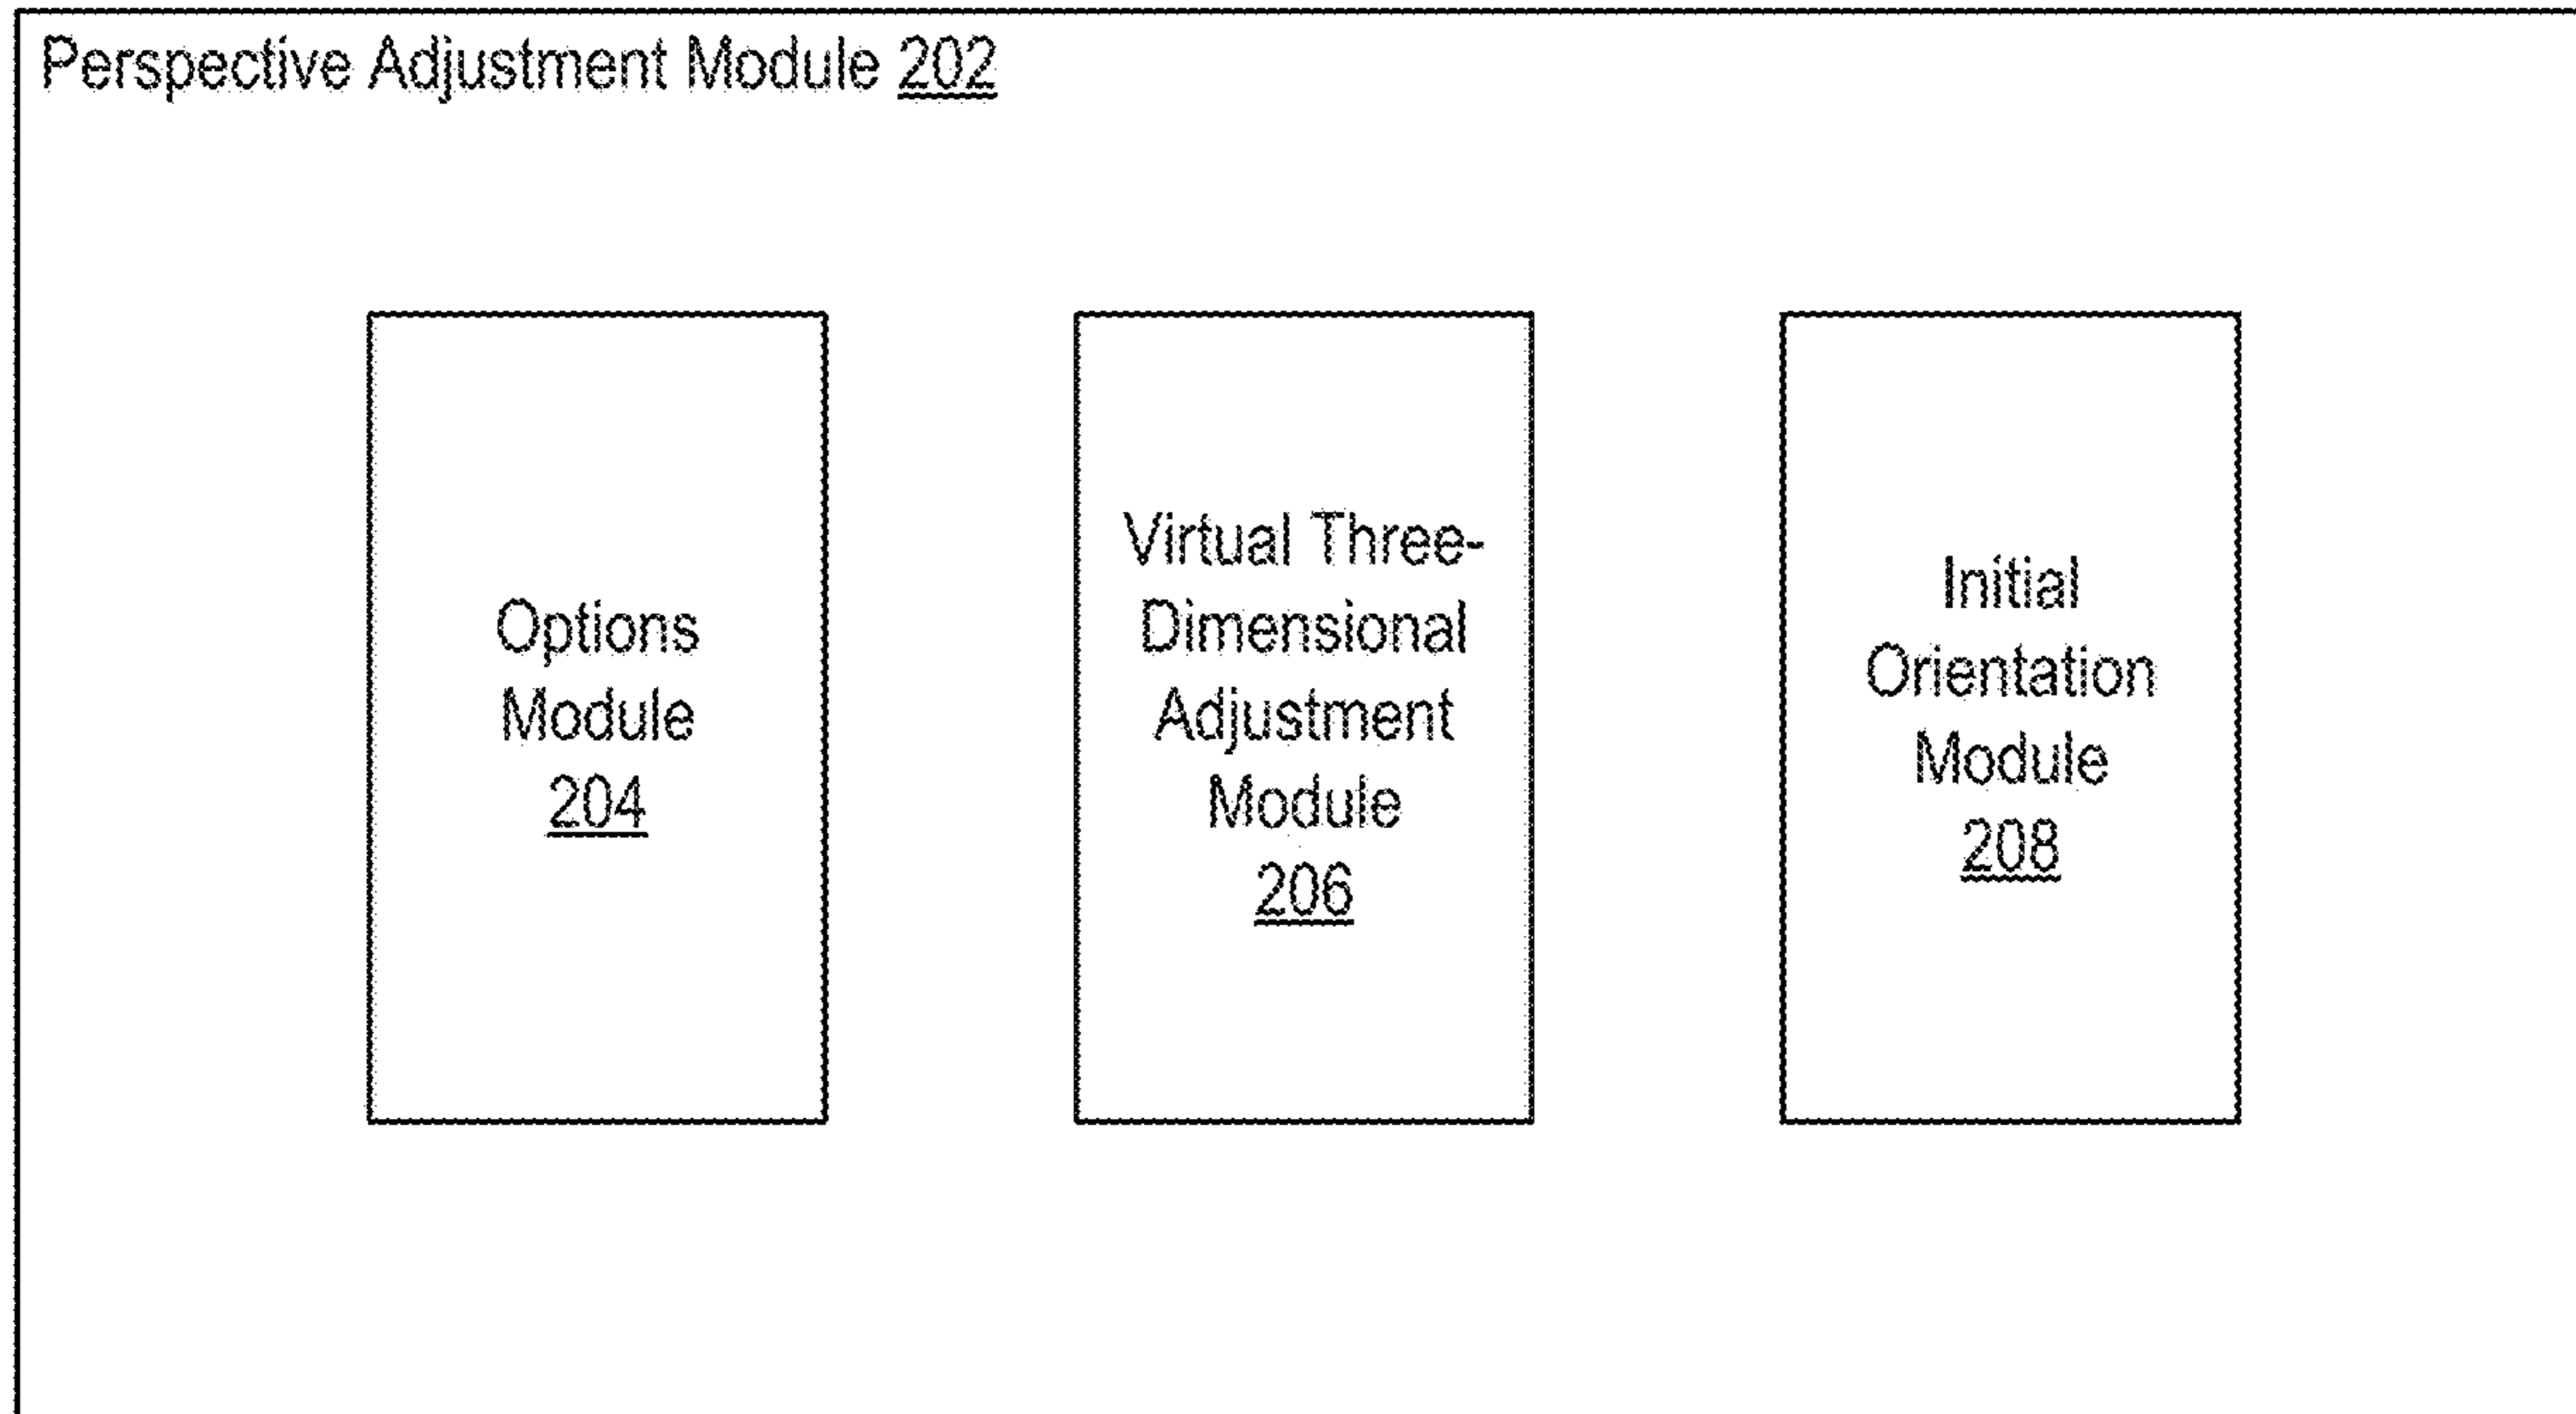 Perspective Adjustment Module 202
Options
Module
204
Virtual Three-
Dimensional
Adjustment
Module
206
Initial
Orientation
Module
208